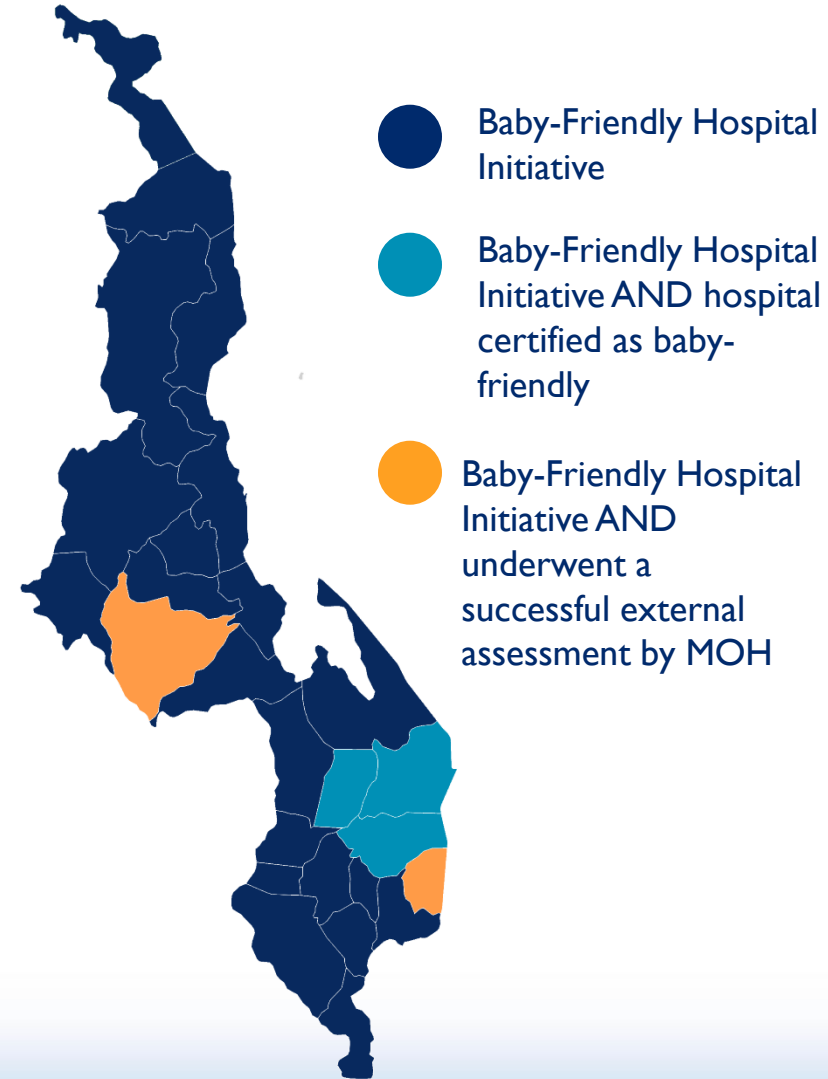 Baby-Friendly Hospital
Initiative
Baby-Friendly Hospital
Initiative AND hospital
certified as baby-
friendly
Baby-Friendly Hospital
Initiative AND
underwent a
successful external
assessment by MOH